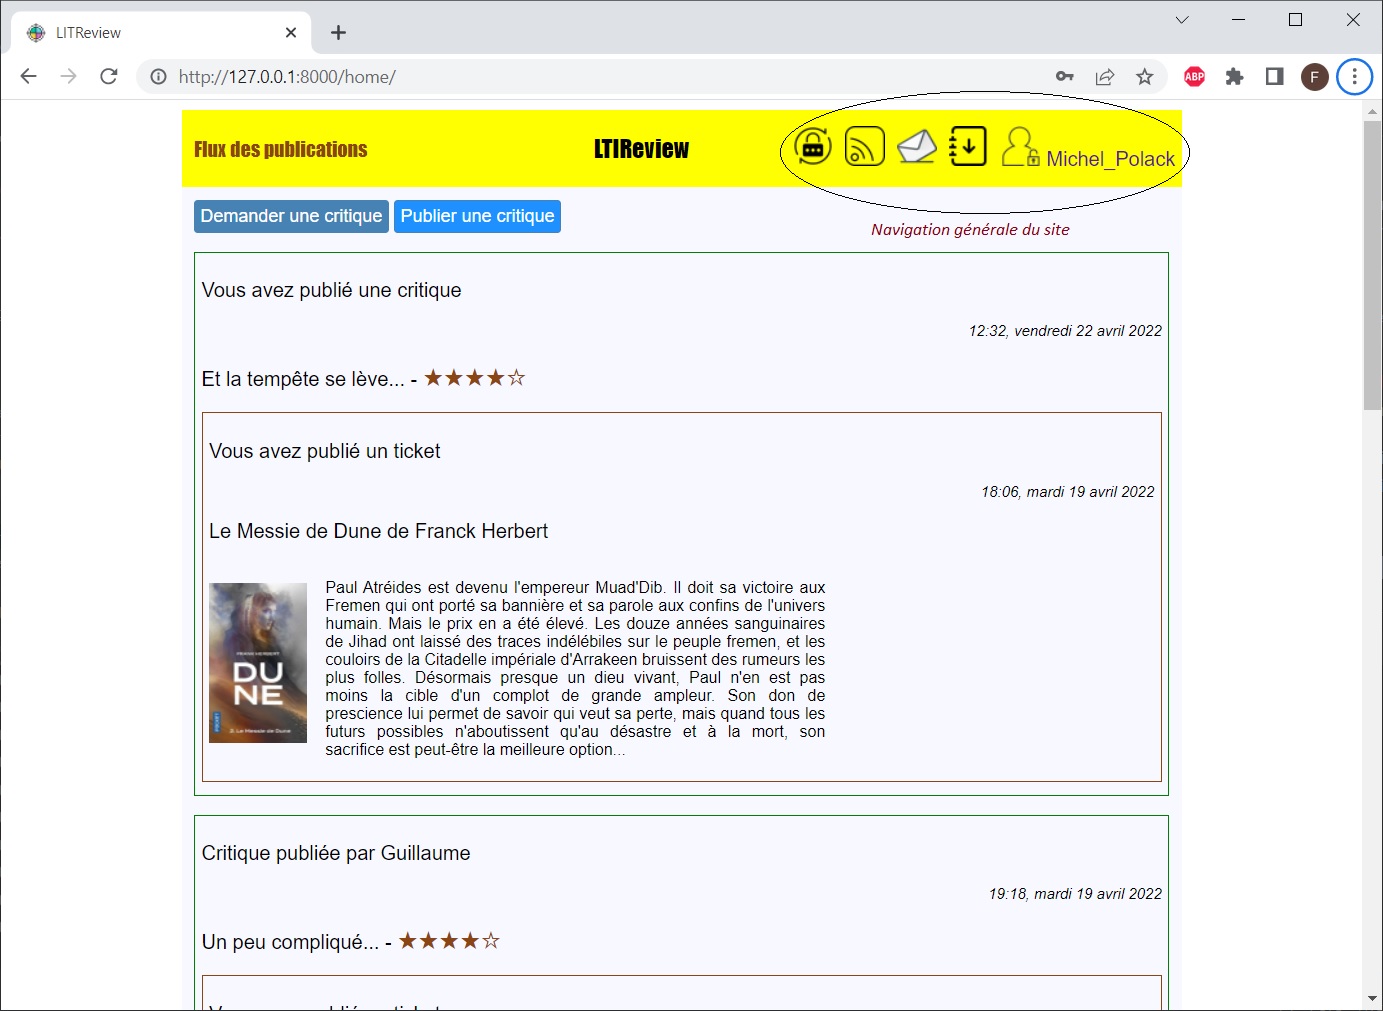 LITReview
http://127.0.0.1:8000/home/
ABP
F
Flux des publications
LTIReview
Michel_Polack
Demander une critique
Publier une critique
Navigation générale du site
Vous avez publié une critique
12:32, vendredi 22 avril 2022
Et la tempête se lève... - ★★★★☆
Vous avez publié un ticket
18:06, mardi 19 avril 2022
Le Messie de Dune de Franck Herbert
FRANK HERBERT
DU
NE
POCKET
2. Le Messie de Dune
Paul Atréides est devenu l'empereur Muad'Dib. Il doit sa victoire aux
Fremen qui ont porté sa bannière et sa parole aux confins de l'univers
humain. Mais le prix en a été élevé. Les douze années sanguinaires
de Jihad ont laissé des traces indélébiles sur le peuple fremen, et les
couloirs de la Citadelle impériale d'Arrakeen bruissent des rumeurs les
plus folles. Désormais presque un dieu vivant, Paul n'en est pas
moins la cible d'un complot de grande ampleur. Son don de
prescience lui permet de savoir qui veut sa perte, mais quand tous les
futurs possibles n'aboutissent qu'au désastre et à la mort, son
sacrifice est peut-être la meilleure option...
Critique publiée par Guillaume
19:18, mardi 19 avril 2022
Un peu compliqué... - ★★★★☆